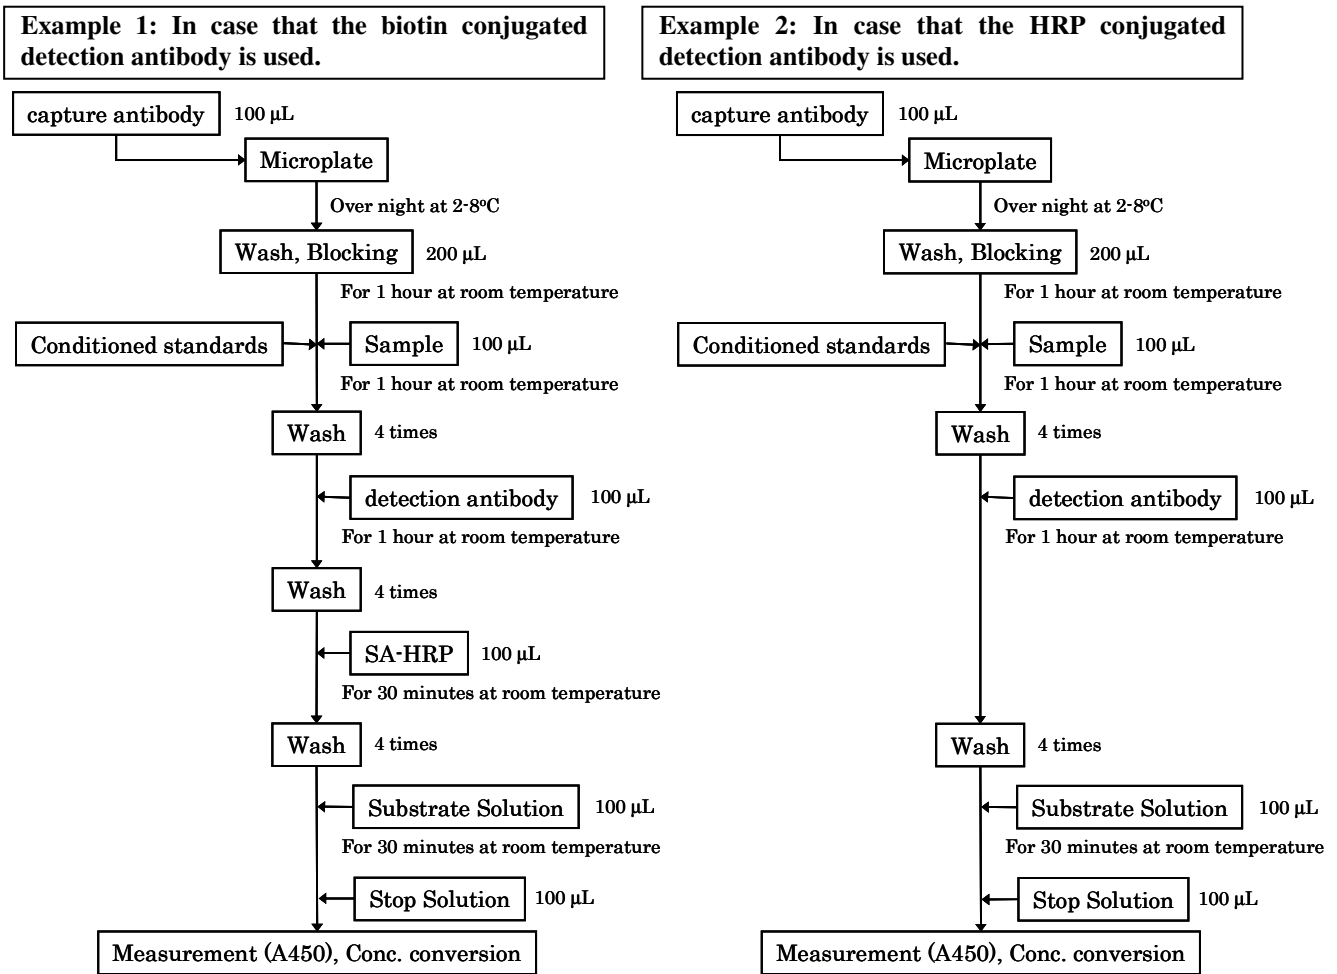 Example 1: In case that the biotin conjugated
detection antibody is used.
capture antibody 100 µL
Microplate
Over night at 2-8ºC
Wash, Blocking 200 µL
For 1 hour at room temperature
Conditioned standards Sample 100 µL
For 1 hour at room temperature
Wash 4 times
detection antibody 100 µL
For 1 hour at room temperature
Wash 4 times
SA-HRP 100 µL
For 30 minutes at room temperature
Wash 4 times
Substrate Solution 100 µL
For 30 minutes at room temperature
Stop Solution 100 µL
Measurement (A450), Conc. conversion
Example 2: In case that the HRP conjugated
detection antibody is used.
capture antibody 100 µL
Microplate
Over night at 2-8ºC
Wash, Blocking 200 µL
For 1 hour at room temperature
Conditioned standards Sample 100 µL
For 1 hour at room temperature
Wash 4 times
detection antibody 100 µL
For 1 hour at room temperature
Wash 4 times
Substrate Solution 100 µL
For 30 minutes at room temperature
Stop Solution 100 µL
Measurement (A450), Conc. conversion